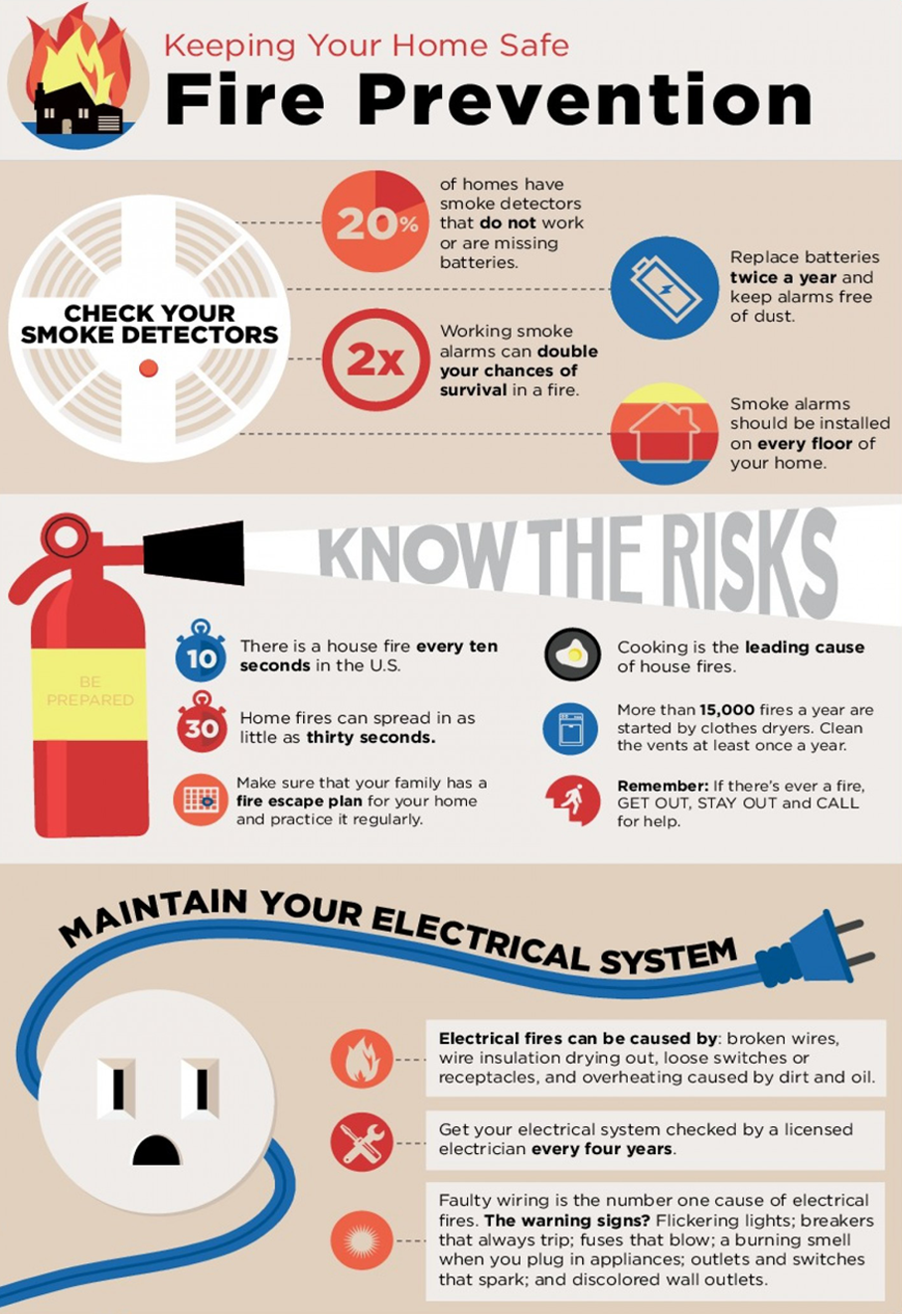 Keeping Your Home Safe
Fire Prevention
CHECK YOUR
SMOKE DETECTORS
20%
of homes have
smoke detectors
that do not work
or are missing
batteries.
Replace batteries
twice a year and
keep alarms free
of dust.
2x
Working smoke
alarms can double
your chances of
survival in a fire.
Smoke alarms
should be installed
on every floor of
your home.
KNOW THE RISKS
BE
PREPARED
10
There is a house fire every ten
seconds in the U.S.
30
Home fires can spread in as
little as thirty seconds.
Make sure that your family has a
fire escape plan for your home
and practice it regularly.
Cooking is the leading cause
of house fires.
More than 15,000 fires a year are
started by clothes dryers. Clean
the vents at least once a year.
Remember: If there's ever a fire,
GET OUT, STAY OUT and CALL
for help.
MAINTAIN YOUR ELECTRICAL SYSTEM
Electrical fires can be caused by: broken wires,
wire insulation drying out, loose switches or
receptacles, and overheating caused by dirt and oil.
Get your electrical system checked by a licensed
electrician every four years.
Faulty wiring is the number one cause of electrical
fires. The warning signs? Flickering lights; breakers
that always trip; fuses that blow; a burning smell
when you plug in appliances; outlets and switches
that spark; and discolored wall outlets.